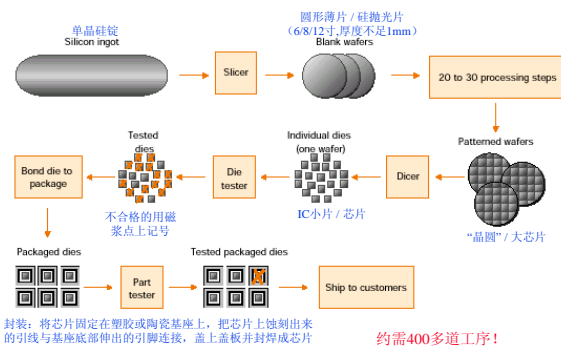 单晶硅锭
Silicon ingot
Slicer
圆形薄片 / 硅抛光片
（6/8/12寸,厚度不足1mm）
Blank wafers
20 to 30 processing steps
Patterned wafers
“晶圆” / 大芯片
Dicer
Individual dies
(one wafer)
IC小片 / 芯片
Die
tester
Tested
dies
不合格的用磁
浆点上记号
Bond die to
package
Packaged dies
Part
tester
Tested packaged dies
Ship to customers
封装：将芯片固定在塑胶或陶瓷基座上，把芯片上蚀刻出来
的引线与基座底部伸出的引脚连接，盖上盖板并封焊成芯片
约需400多道工序！